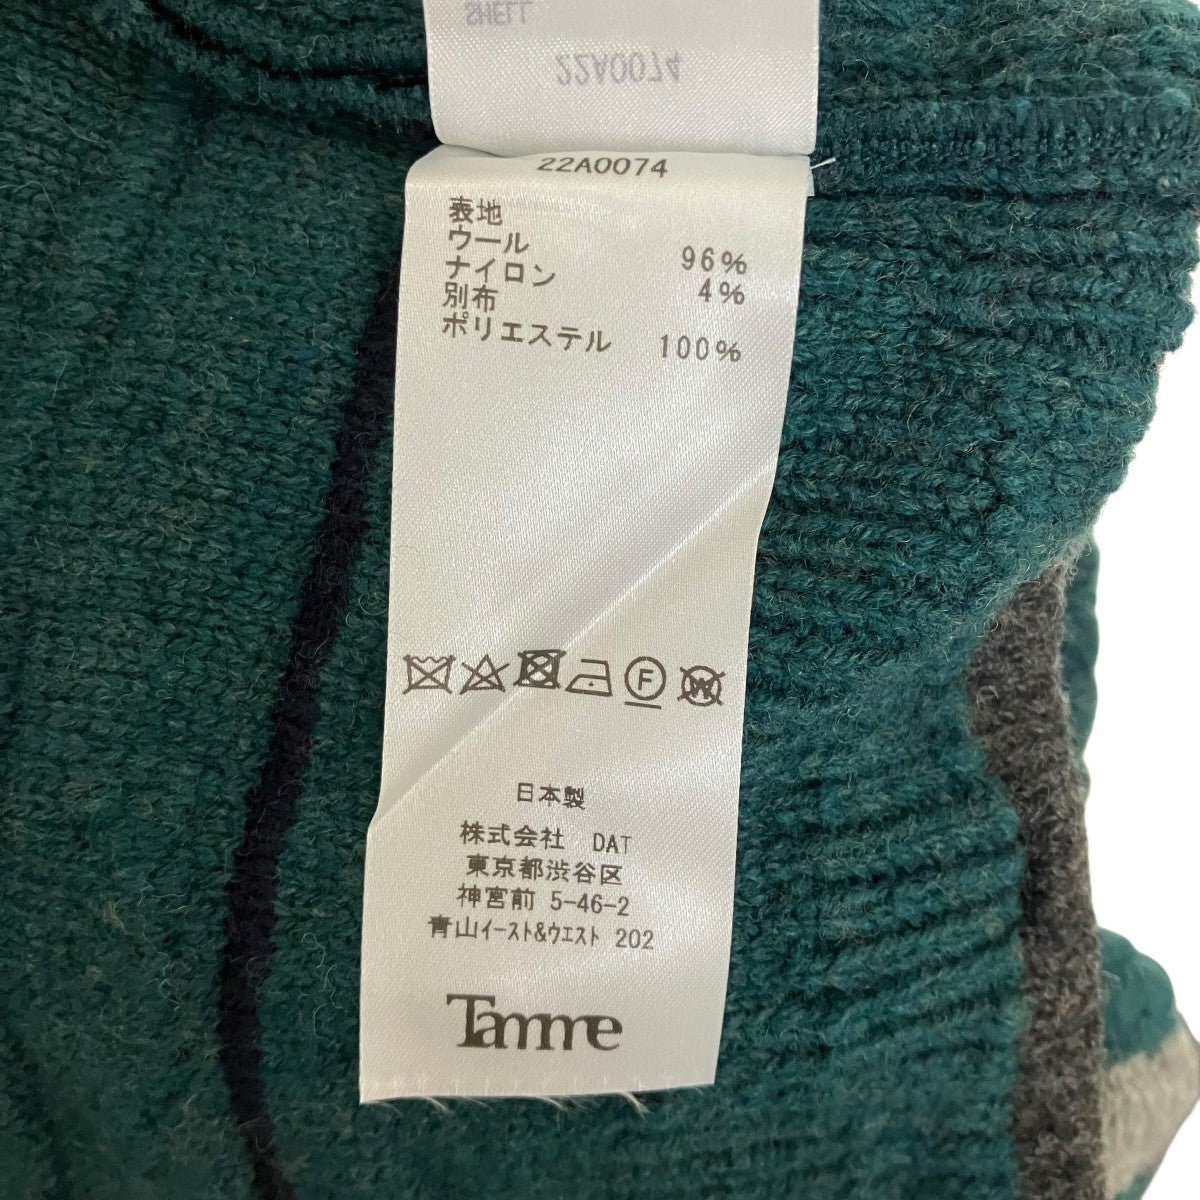 SHELL
22A0074
22A0074
表地
ウール 96%
ナイロン 4%
別布
ポリエステル 100%
F
W
日本製
株式会社 DAT
東京都渋谷区
神宮前 5-46-2
青山イースト&ウエスト 202
Tamme